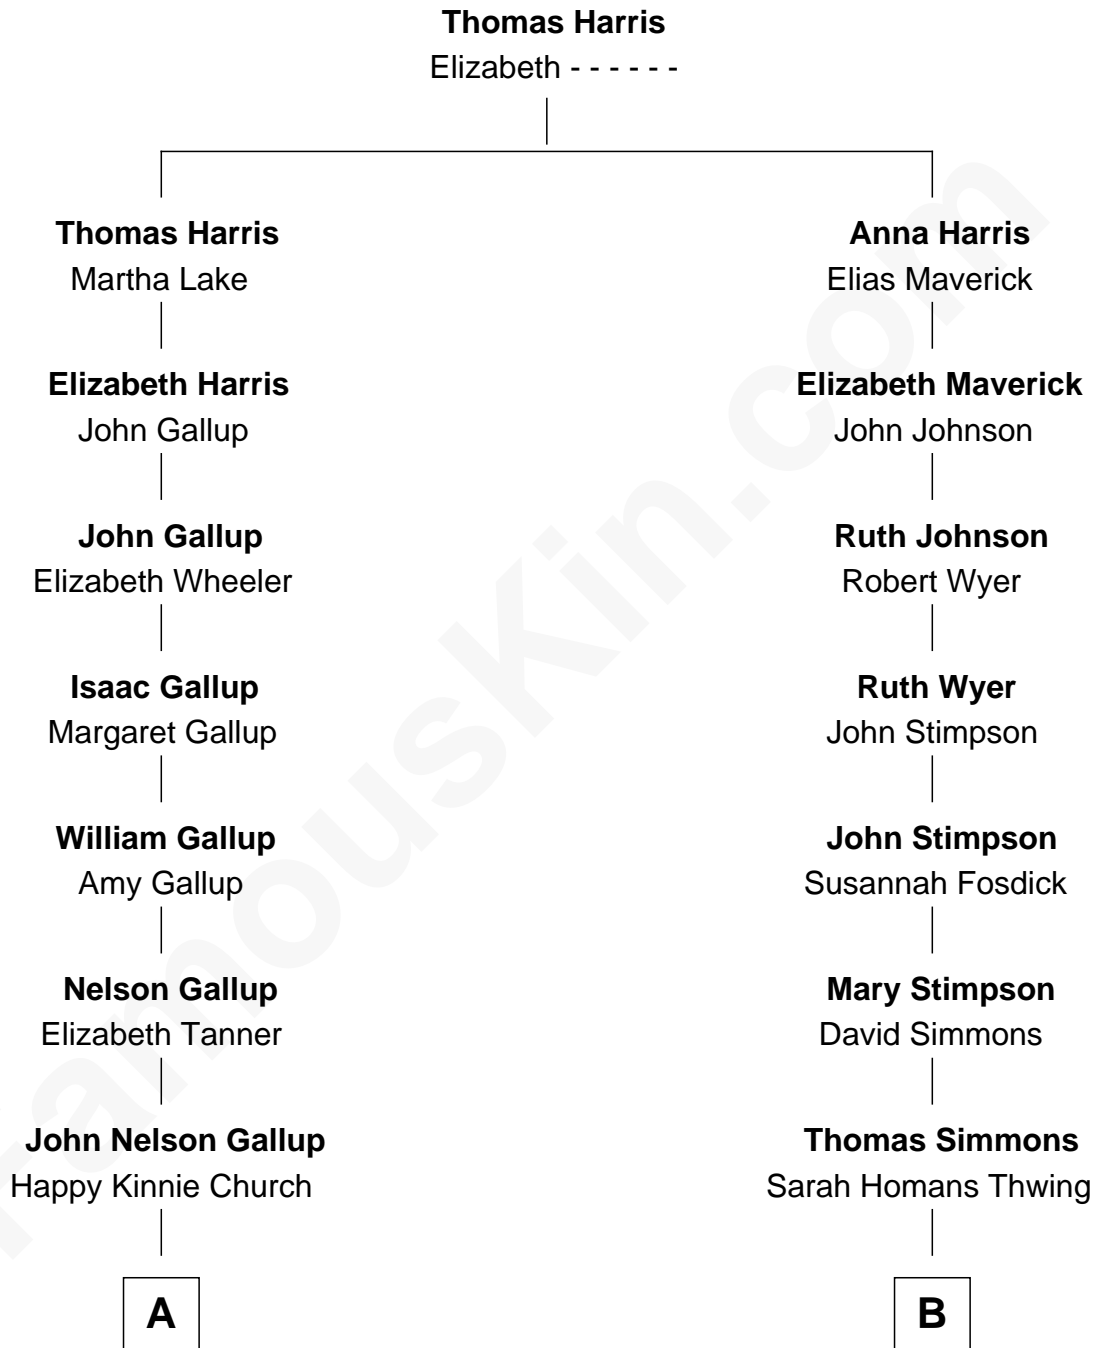 Thomas Harris
Elizabeth - - - - - -
Thomas Harris
Martha Lake
Anna Harris
Elias Maverick
Elizabeth Harris
John Gallup
Elizabeth Maverick
John Johnson
John Gallup
Elizabeth Wheeler
Ruth Johnson
Robert Wyer
Isaac Gallup
Margaret Gallup
Ruth Wyer
John Stimpson
William Gallup
Amy Gallup
John Stimpson
Susannah Fosdick
Nelson Gallup
Elizabeth Tanner
Mary Stimpson
David Simmons
John Nelson Gallup
Happy Kinnie Church
Thomas Simmons
Sarah Homans Thwing
A
B
FamousKin.com